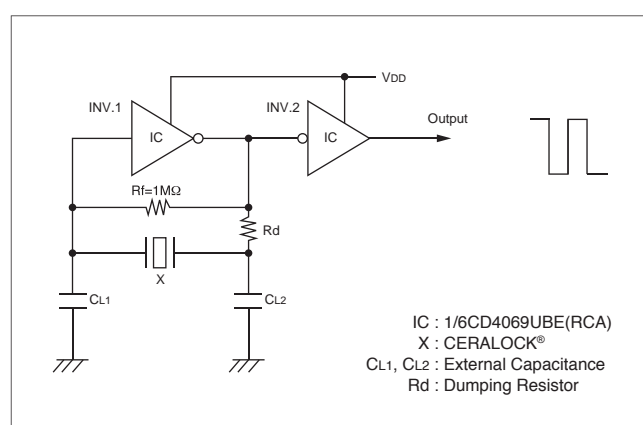 VDD
INV.1
INV.2
IC
IC
Output
Rf=1MΩ
Rd
X
CL1
CL2
IC : 1/6CD4069UBE(RCA)
X : CERALOCK®
CL1, CL2 : External Capacitance
Rd : Dumping Resistor